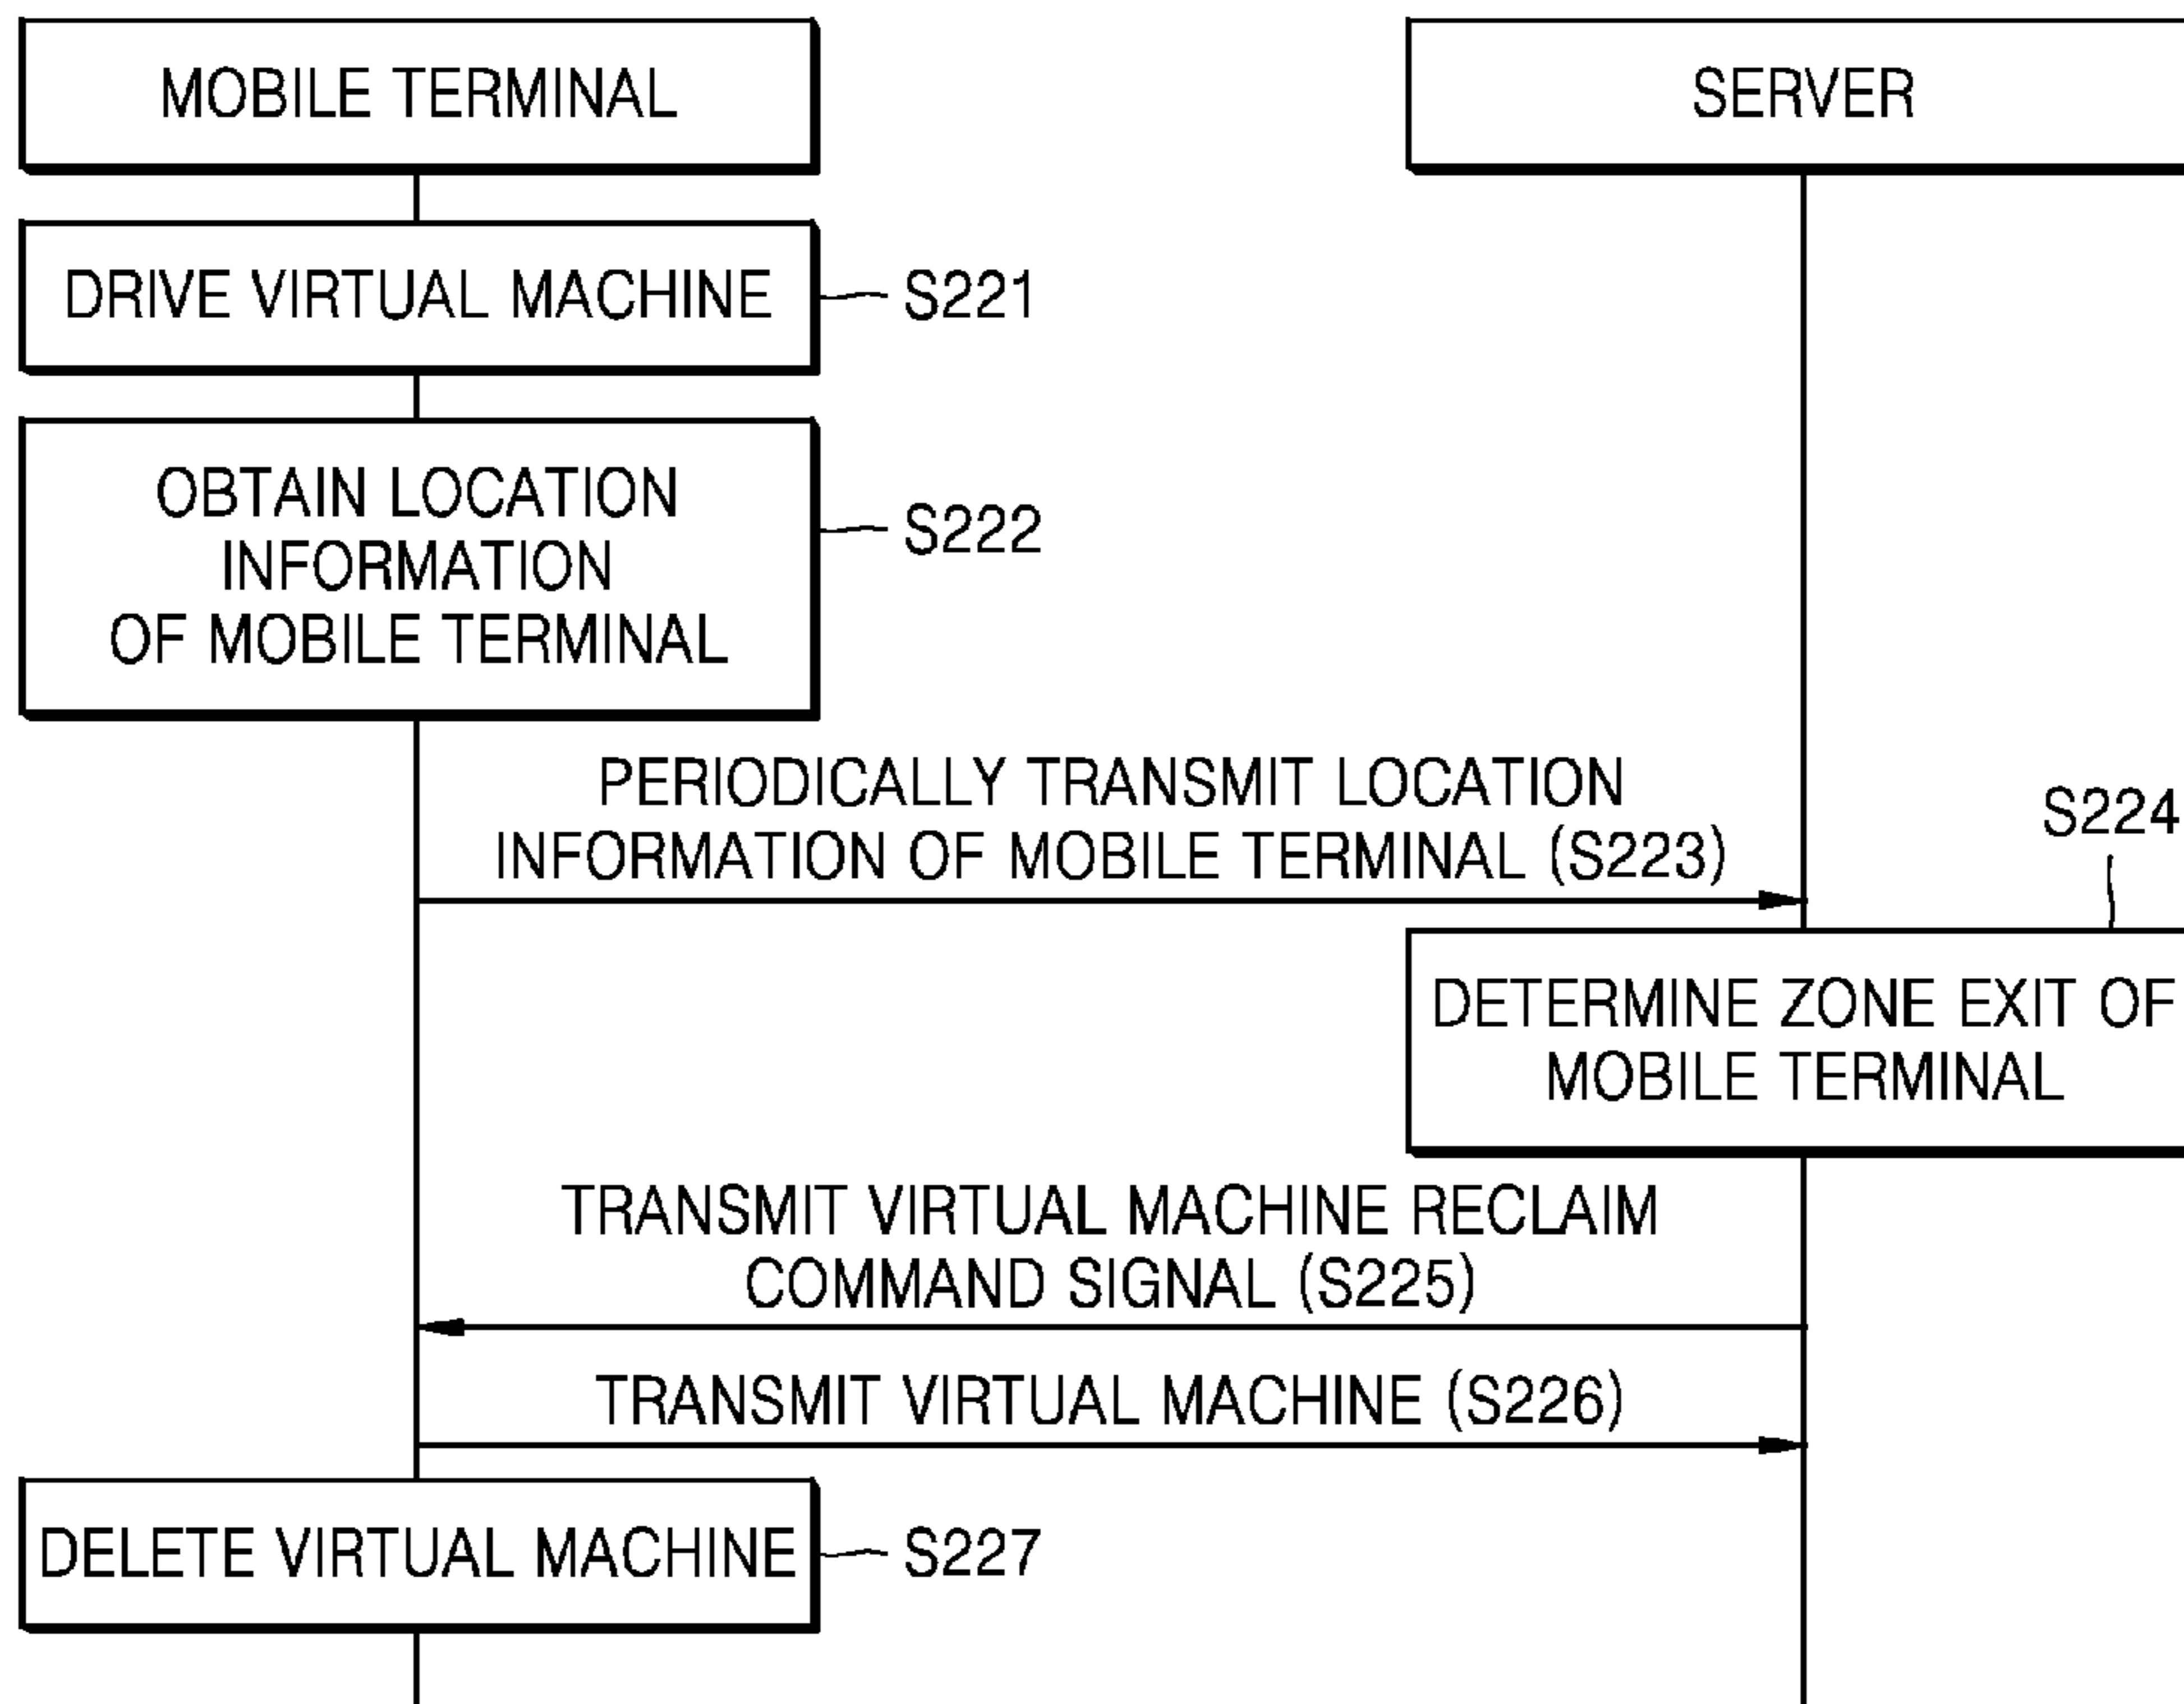 MOBILE TERMINAL
SERVER
DRIVE VIRTUAL MACHINE
S221
OBTAIN LOCATION
INFORMATION
OF MOBILE TERMINAL
S222
PERIODICALLY TRANSMIT LOCATION
INFORMATION OF MOBILE TERMINAL (S223)
S224
DETERMINE ZONE EXIT OF
MOBILE TERMINAL
TRANSMIT VIRTUAL MACHINE RECLAIM
COMMAND SIGNAL (S225)
TRANSMIT VIRTUAL MACHINE (S226)
DELETE VIRTUAL MACHINE
S227